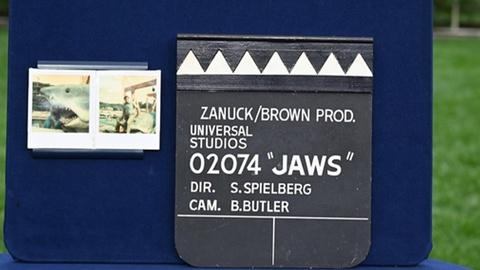 ZANUCK/BROWN PROD.
UNIVERSAL
STUDIOS
02074 "JAWS"
DIR. S.SPIELBERG
CAM. B.BUTLER